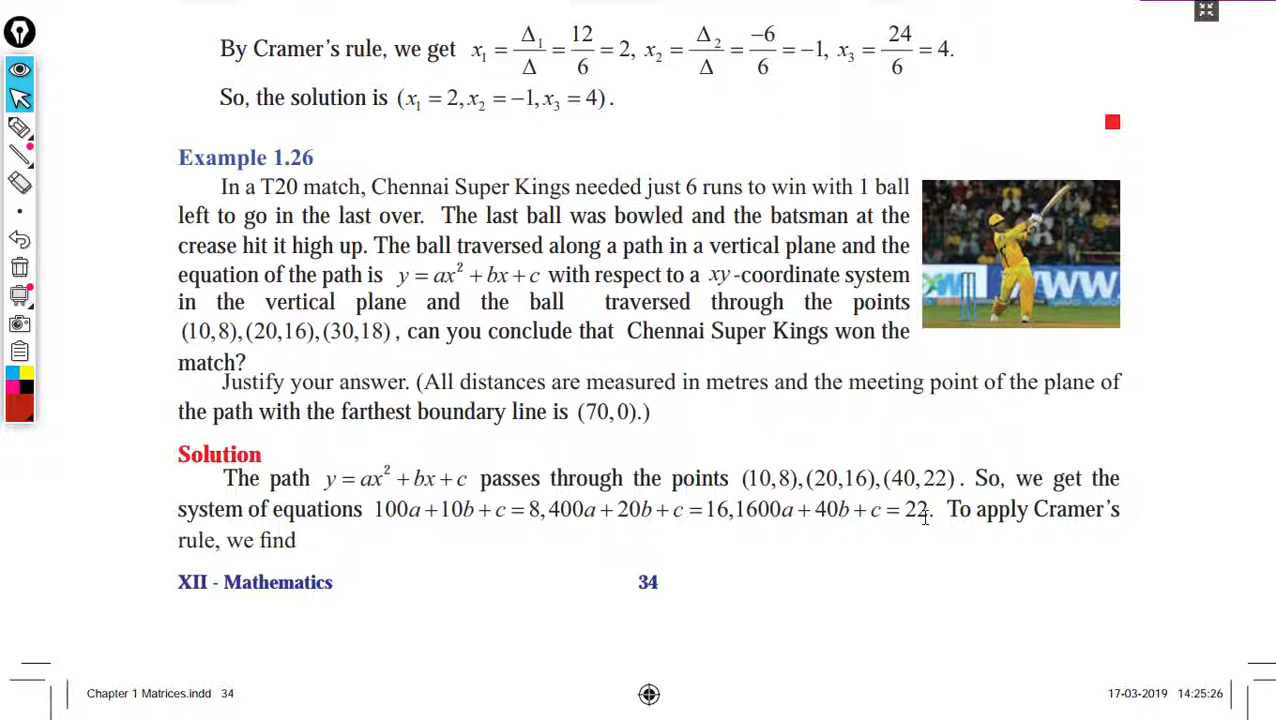 By Cramer's rule, we get x₁ = Δ₁/Δ = 12/6 = 2, x₂ = Δ₂/Δ = −6/6 = −1, x₃ = 24/6 = 4.
So, the solution is (x₁ = 2, x₂ = −1, x₃ = 4).
Example 1.26
In a T20 match, Chennai Super Kings needed just 6 runs to win with 1 ball
left to go in the last over. The last ball was bowled and the batsman at the
crease hit it high up. The ball traversed along a path in a vertical plane and the
equation of the path is y = ax² + bx + c with respect to a xy-coordinate system
in the vertical plane and the ball traversed through the points
(10,8),(20,16),(30,18), can you conclude that Chennai Super Kings won the
match?
Justify your answer. (All distances are measured in metres and the meeting point of the plane of
the path with the farthest boundary line is (70,0).)
Solution
The path y = ax² + bx + c passes through the points (10,8),(20,16),(40,22). So, we get the
system of equations 100a + 10b + c = 8, 400a + 20b + c = 16, 1600a + 40b + c = 22. To apply Cramer's
rule, we find
XII - Mathematics 34
Chapter 1 Matrices.indd 34 17-03-2019 14:25:26
WWW.